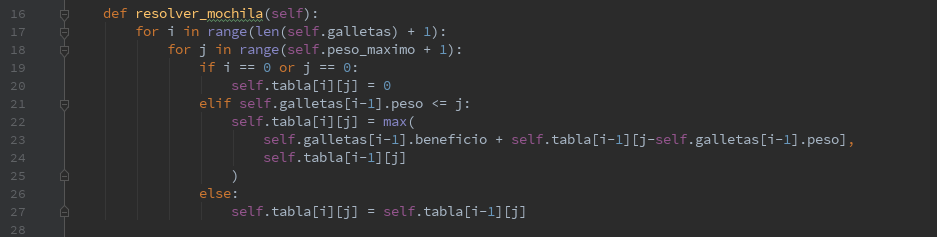 16 def resolver_mochila(self):
17 for i in range(len(self.galletas) + 1):
18 for j in range(self.peso_maximo + 1):
19 if i == 0 or j == 0:
20 self.tabla[i][j] = 0
21 elif self.galletas[i-1].peso <= j:
22 self.tabla[i][j] = max(
23 self.galletas[i-1].beneficio + self.tabla[i-1][j-self.galletas[i-1].peso],
24 self.tabla[i-1][j]
25 )
26 else:
27 self.tabla[i][j] = self.tabla[i-1][j]
28